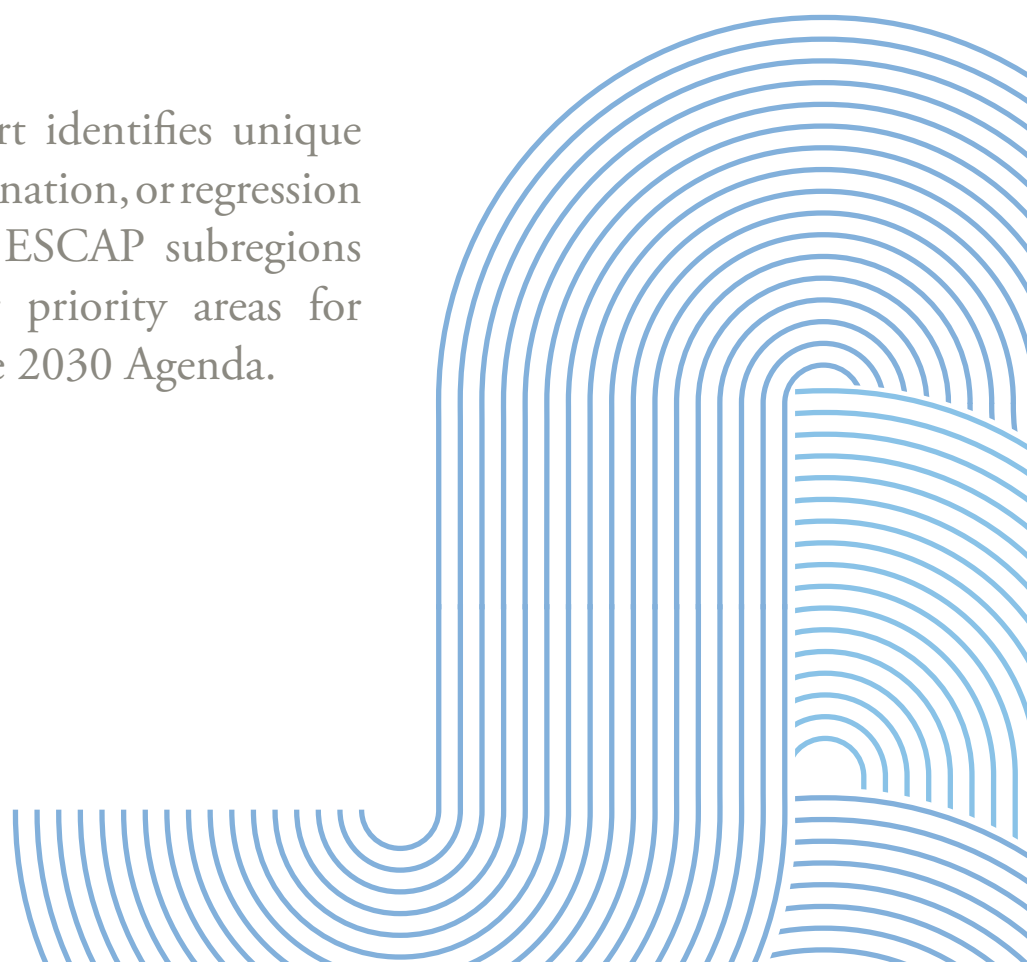 rt identifies unique
nation, or regression
ESCAP subregions
priority areas for
e 2030 Agenda.